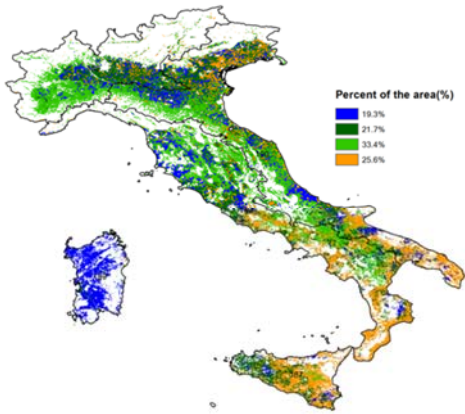 Percent of the area(%)
19.3%
21.7%
33.4%
25.6%